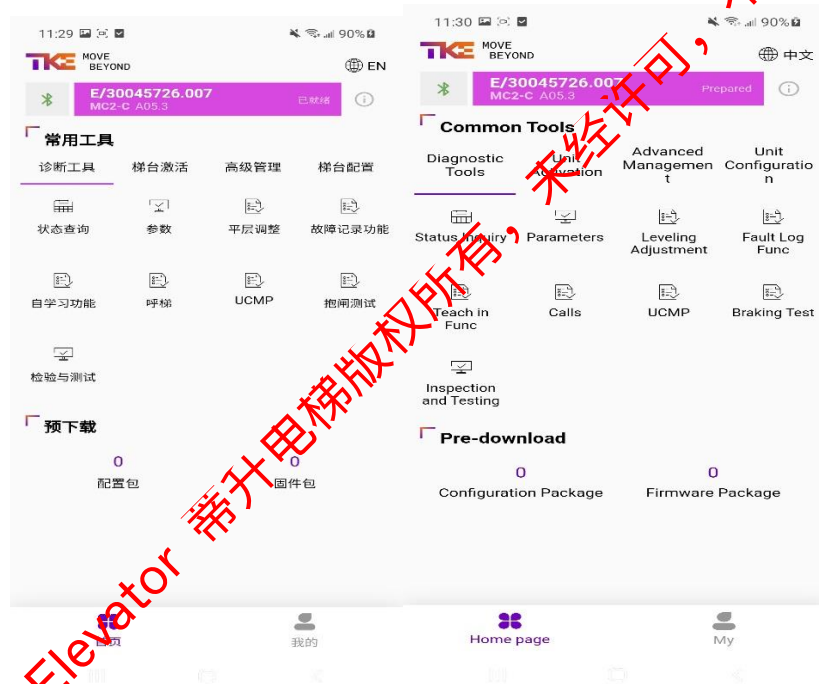 11:29
90%
TKE MOVE
BEYOND
EN
E/30045726.007
MC2-C A05.3
已就绪
常用工具
诊断工具 梯台激活 高级管理 梯台配置
状态查询 参数 平层调整 故障记录功能
自学习功能 呼梯 UCMP 抱闸测试
检验与测试
预下载
0 0
配置包 固件包
首页 我的
11:30
90%
TKE MOVE
BEYOND
中文
E/30045726.007
MC2-C A05.3
Prepared
Common Tools
Diagnostic
Tools
Unit
Activation
Advanced
Managemen
t
Unit
Configuratio
n
Status Inquiry
Parameters
Leveling
Adjustment
Fault Log
Func
Teach in
Func
Calls
UCMP
Braking Test
Inspection
and Testing
Pre-download
0 0
Configuration Package Firmware Package
Home page My
Elevator 蒂升电梯版权所有，未经许可，